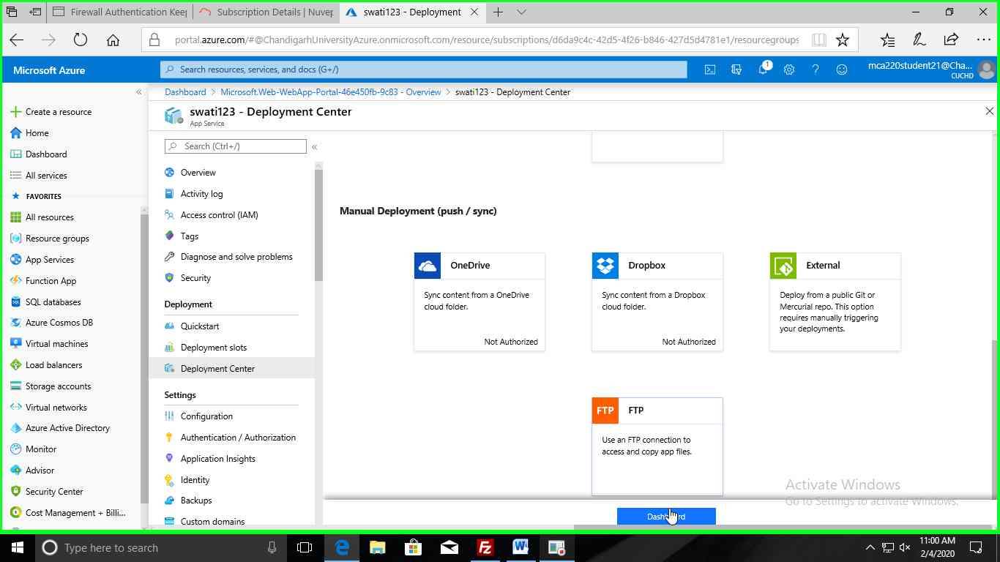 Firewall Authentication Keep
Subscription Details | Nuvep
swati123 - Deployment
portal.azure.com/#@ChandigarhUniversityAzure.onmicrosoft.com/resource/subscriptions/d6da9c4c-42d5-4f26-b846-427d5d4781e1/resourcegroups
Microsoft Azure
Search resources, services, and docs (G+/)
1
mca220student21@Cha...
CUCHD
Dashboard > Microsoft.Web-WebApp-Portal-46e450fb-9c83 - Overview > swati123 - Deployment Center
swati123 - Deployment Center
App Service
Create a resource
Home
Dashboard
All services
FAVORITES
All resources
Resource groups
App Services
Function App
SQL databases
Azure Cosmos DB
Virtual machines
Load balancers
Storage accounts
Virtual networks
Azure Active Directory
Monitor
Advisor
Security Center
Cost Management + Billi...
Search (Ctrl+/)
Overview
Activity log
Access control (IAM)
Tags
Diagnose and solve problems
Security
Deployment
Quickstart
Deployment slots
Deployment Center
Settings
Configuration
Authentication / Authorization
Application Insights
Identity
Backups
Custom domains
Manual Deployment (push / sync)
OneDrive
Sync content from a OneDrive
cloud folder.
Not Authorized
Dropbox
Sync content from a Dropbox
cloud folder.
Not Authorized
External
Deploy from a public Git or
Mercurial repo. This option
requires manually triggering
your deployments.
FTP FTP
Use an FTP connection to
access and copy app files.
Activate Windows
Go to Settings to activate Windows.
Dashboard
Type here to search
11:00 AM
2/4/2020